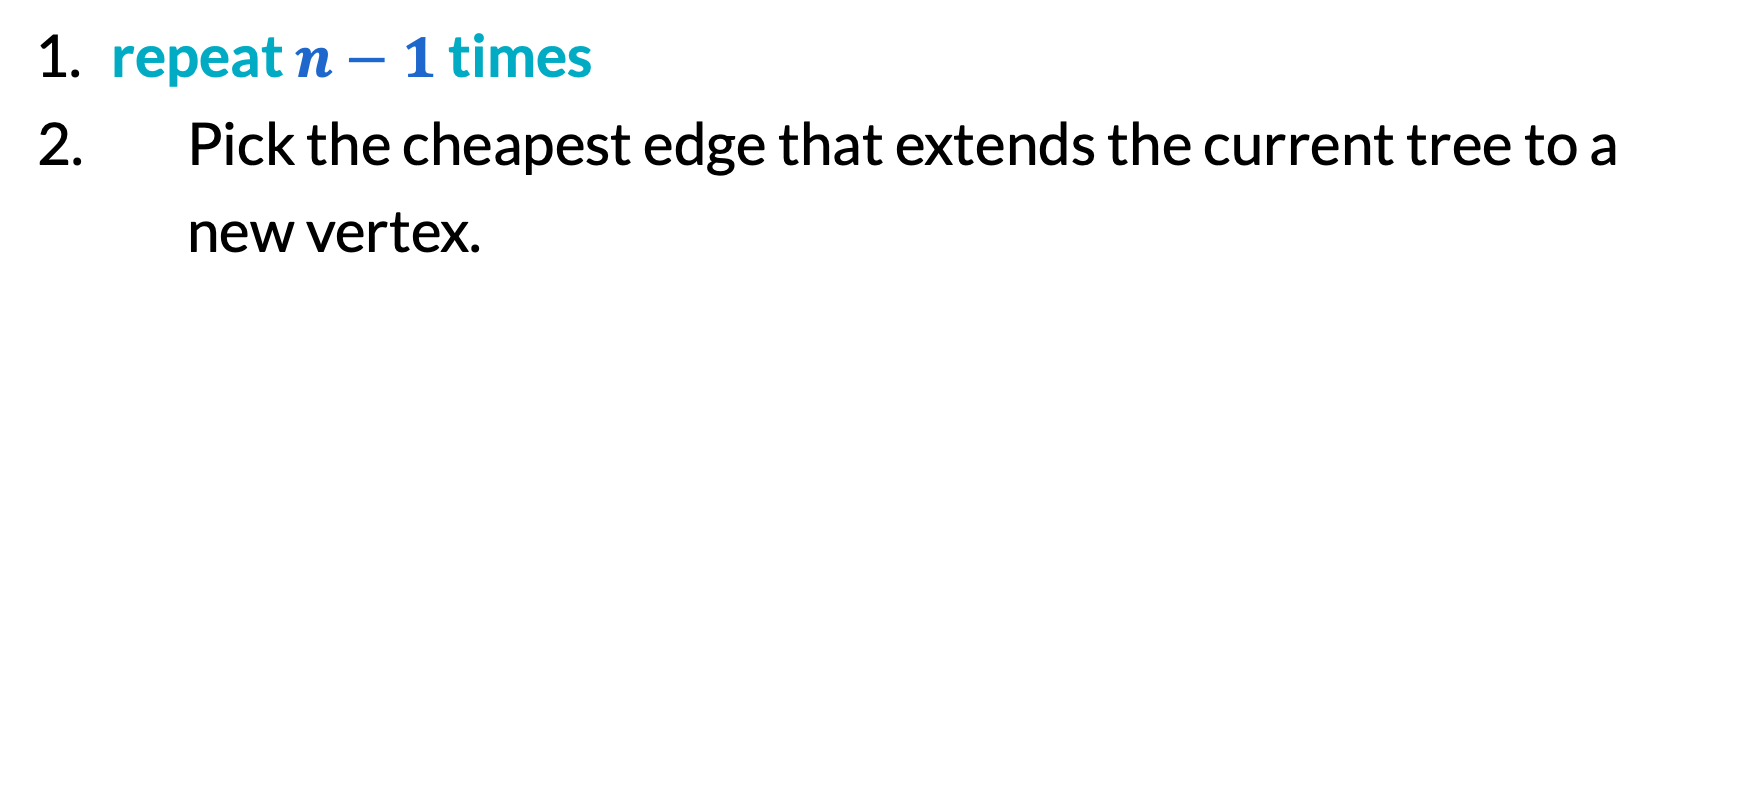 1. repeat n − 1 times
2. Pick the cheapest edge that extends the current tree to a
new vertex.